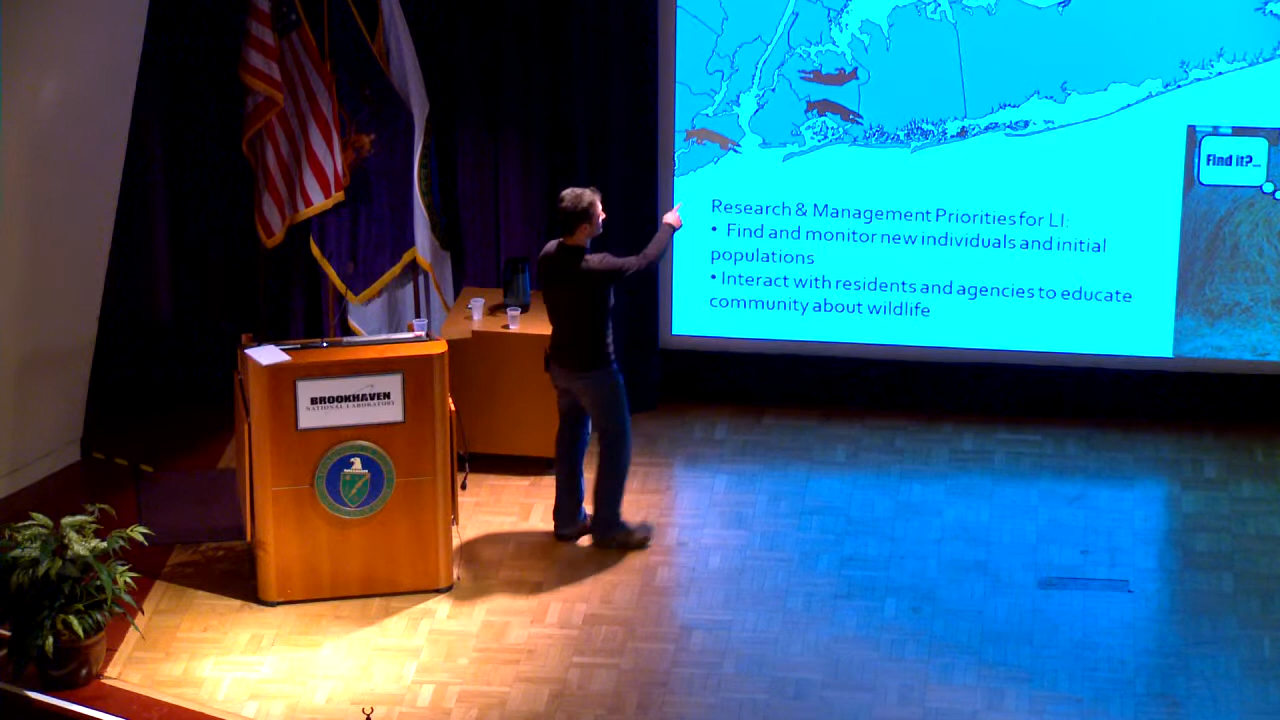 Find it?...
Research & Management Priorities for LI:
• Find and monitor new individuals and initial
populations
• Interact with residents and agencies to educate
community about wildlife
BROOKHAVEN
NATIONAL LABORATORY